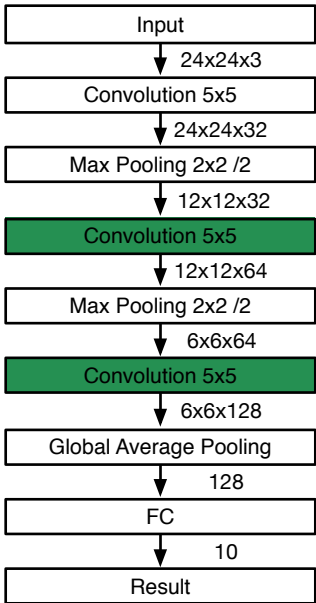 Input
24x24x3
Convolution 5x5
24x24x32
Max Pooling 2x2 /2
12x12x32
Convolution 5x5
12x12x64
Max Pooling 2x2 /2
6x6x64
Convolution 5x5
6x6x128
Global Average Pooling
128
FC
10
Result